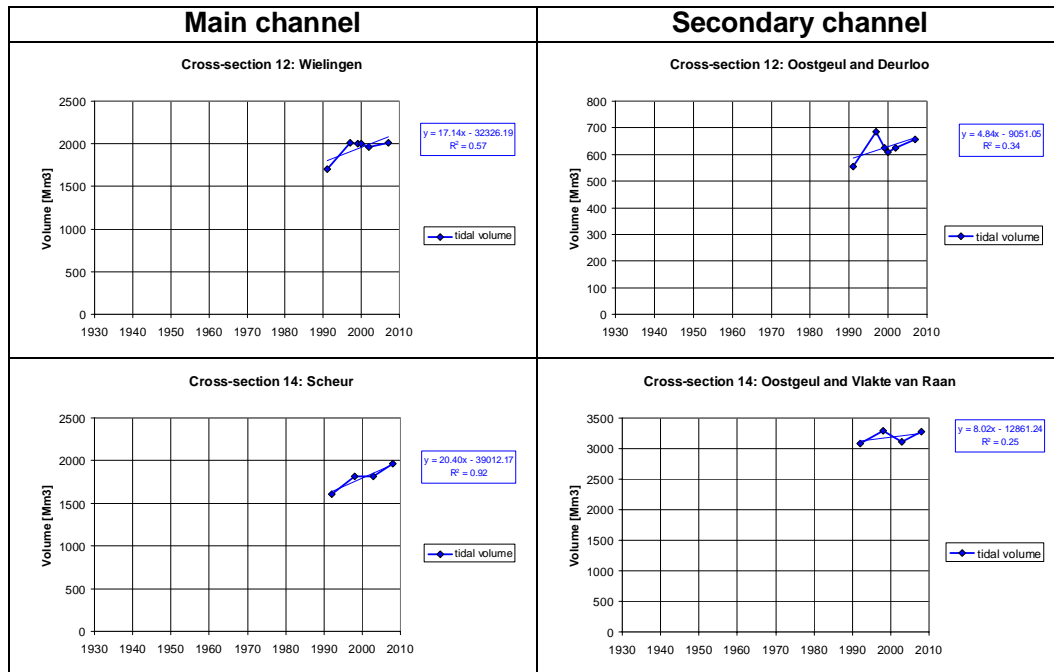 Main channel
Secondary channel
Cross-section 12: Wielingen
Volume [Mm3]
2500
2000
1500
1000
500
0
1930 1940 1950 1960 1970 1980 1990 2000 2010
y = 17.14x - 32326.19
R² = 0.57
tidal volume
Cross-section 12: Oostgeul and Deurloo
Volume [Mm3]
800
700
600
500
400
300
200
100
0
1930 1940 1950 1960 1970 1980 1990 2000 2010
y = 4.84x - 9051.05
R² = 0.34
tidal volume
Cross-section 14: Scheur
Volume [Mm3]
2500
2000
1500
1000
500
0
1930 1940 1950 1960 1970 1980 1990 2000 2010
y = 20.40x - 39012.17
R² = 0.92
tidal volume
Cross-section 14: Oostgeul and Vlakte van Raan
Volume [Mm3]
3500
3000
2500
2000
1500
1000
500
0
1930 1940 1950 1960 1970 1980 1990 2000 2010
y = 8.02x - 12861.24
R² = 0.25
tidal volume